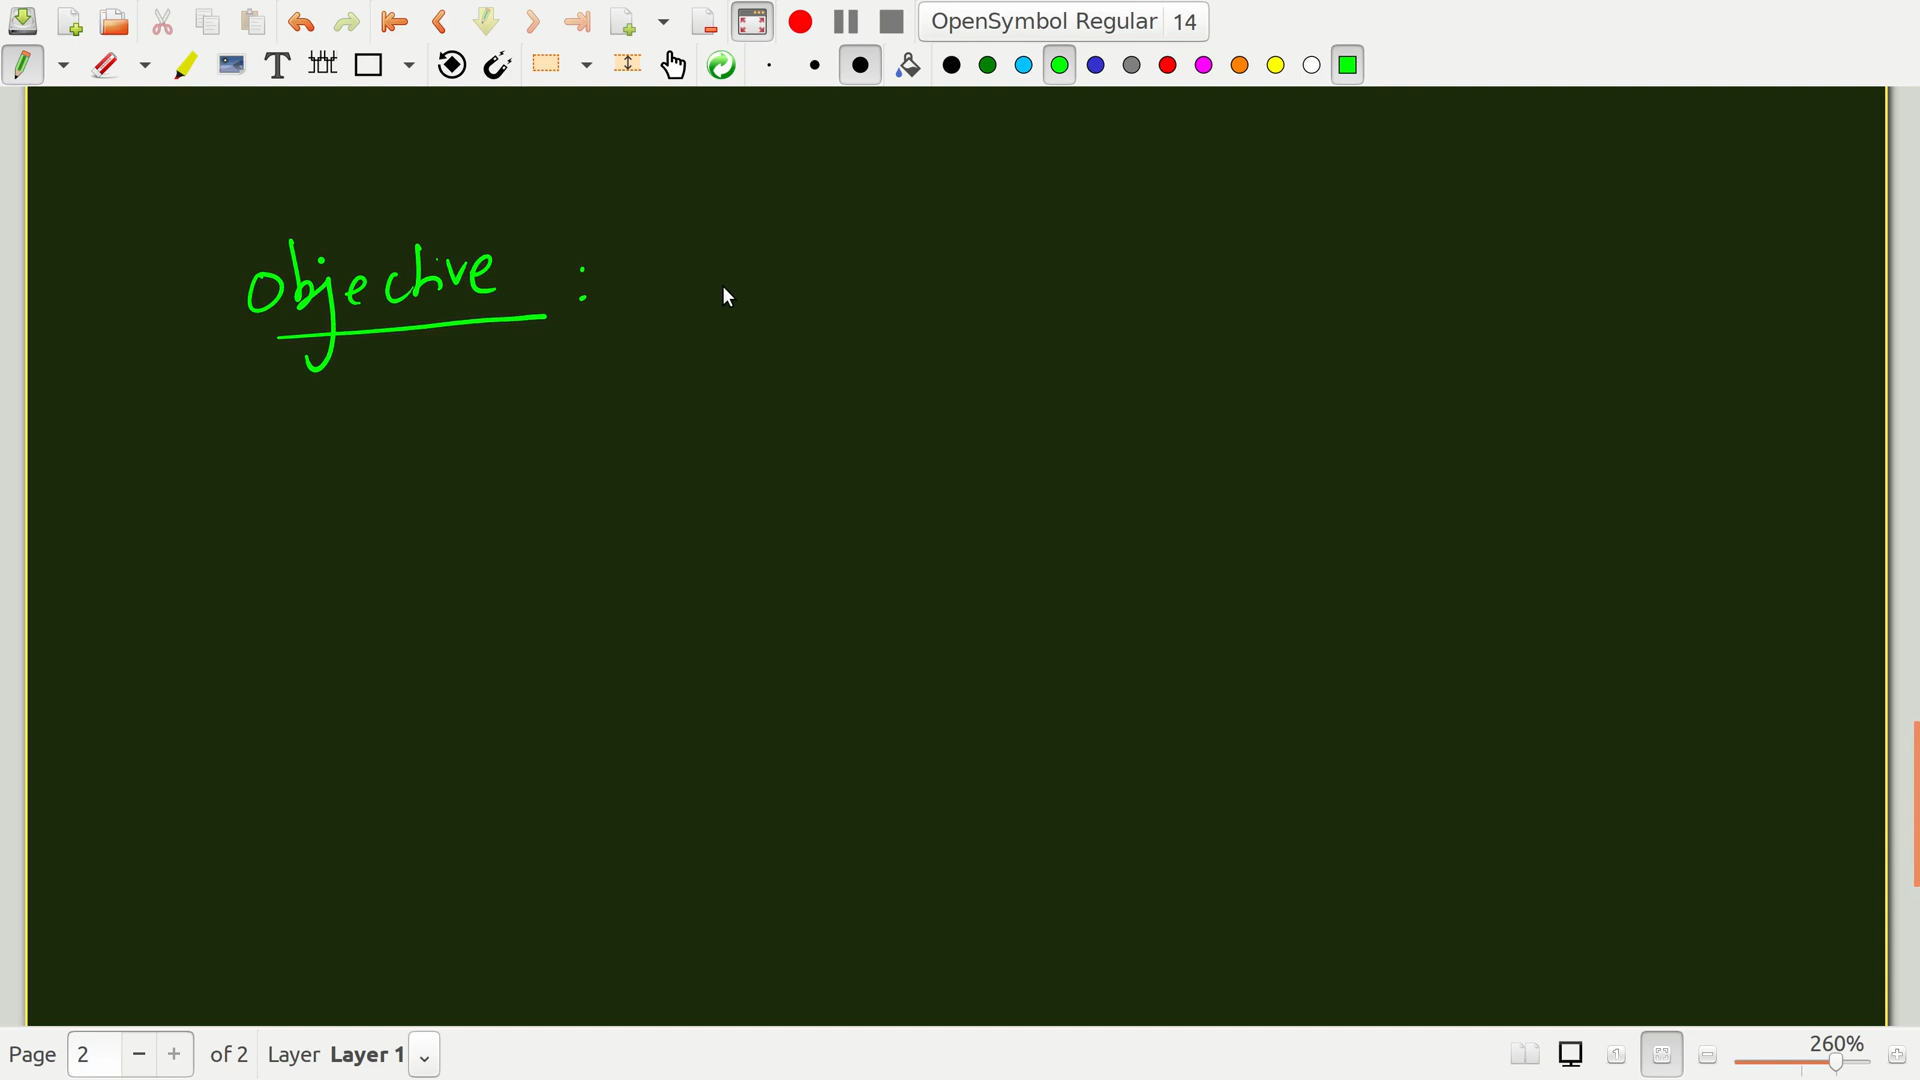 OpenSymbol Regular 14
Objective :
Page 2 of 2 Layer Layer 1 260%